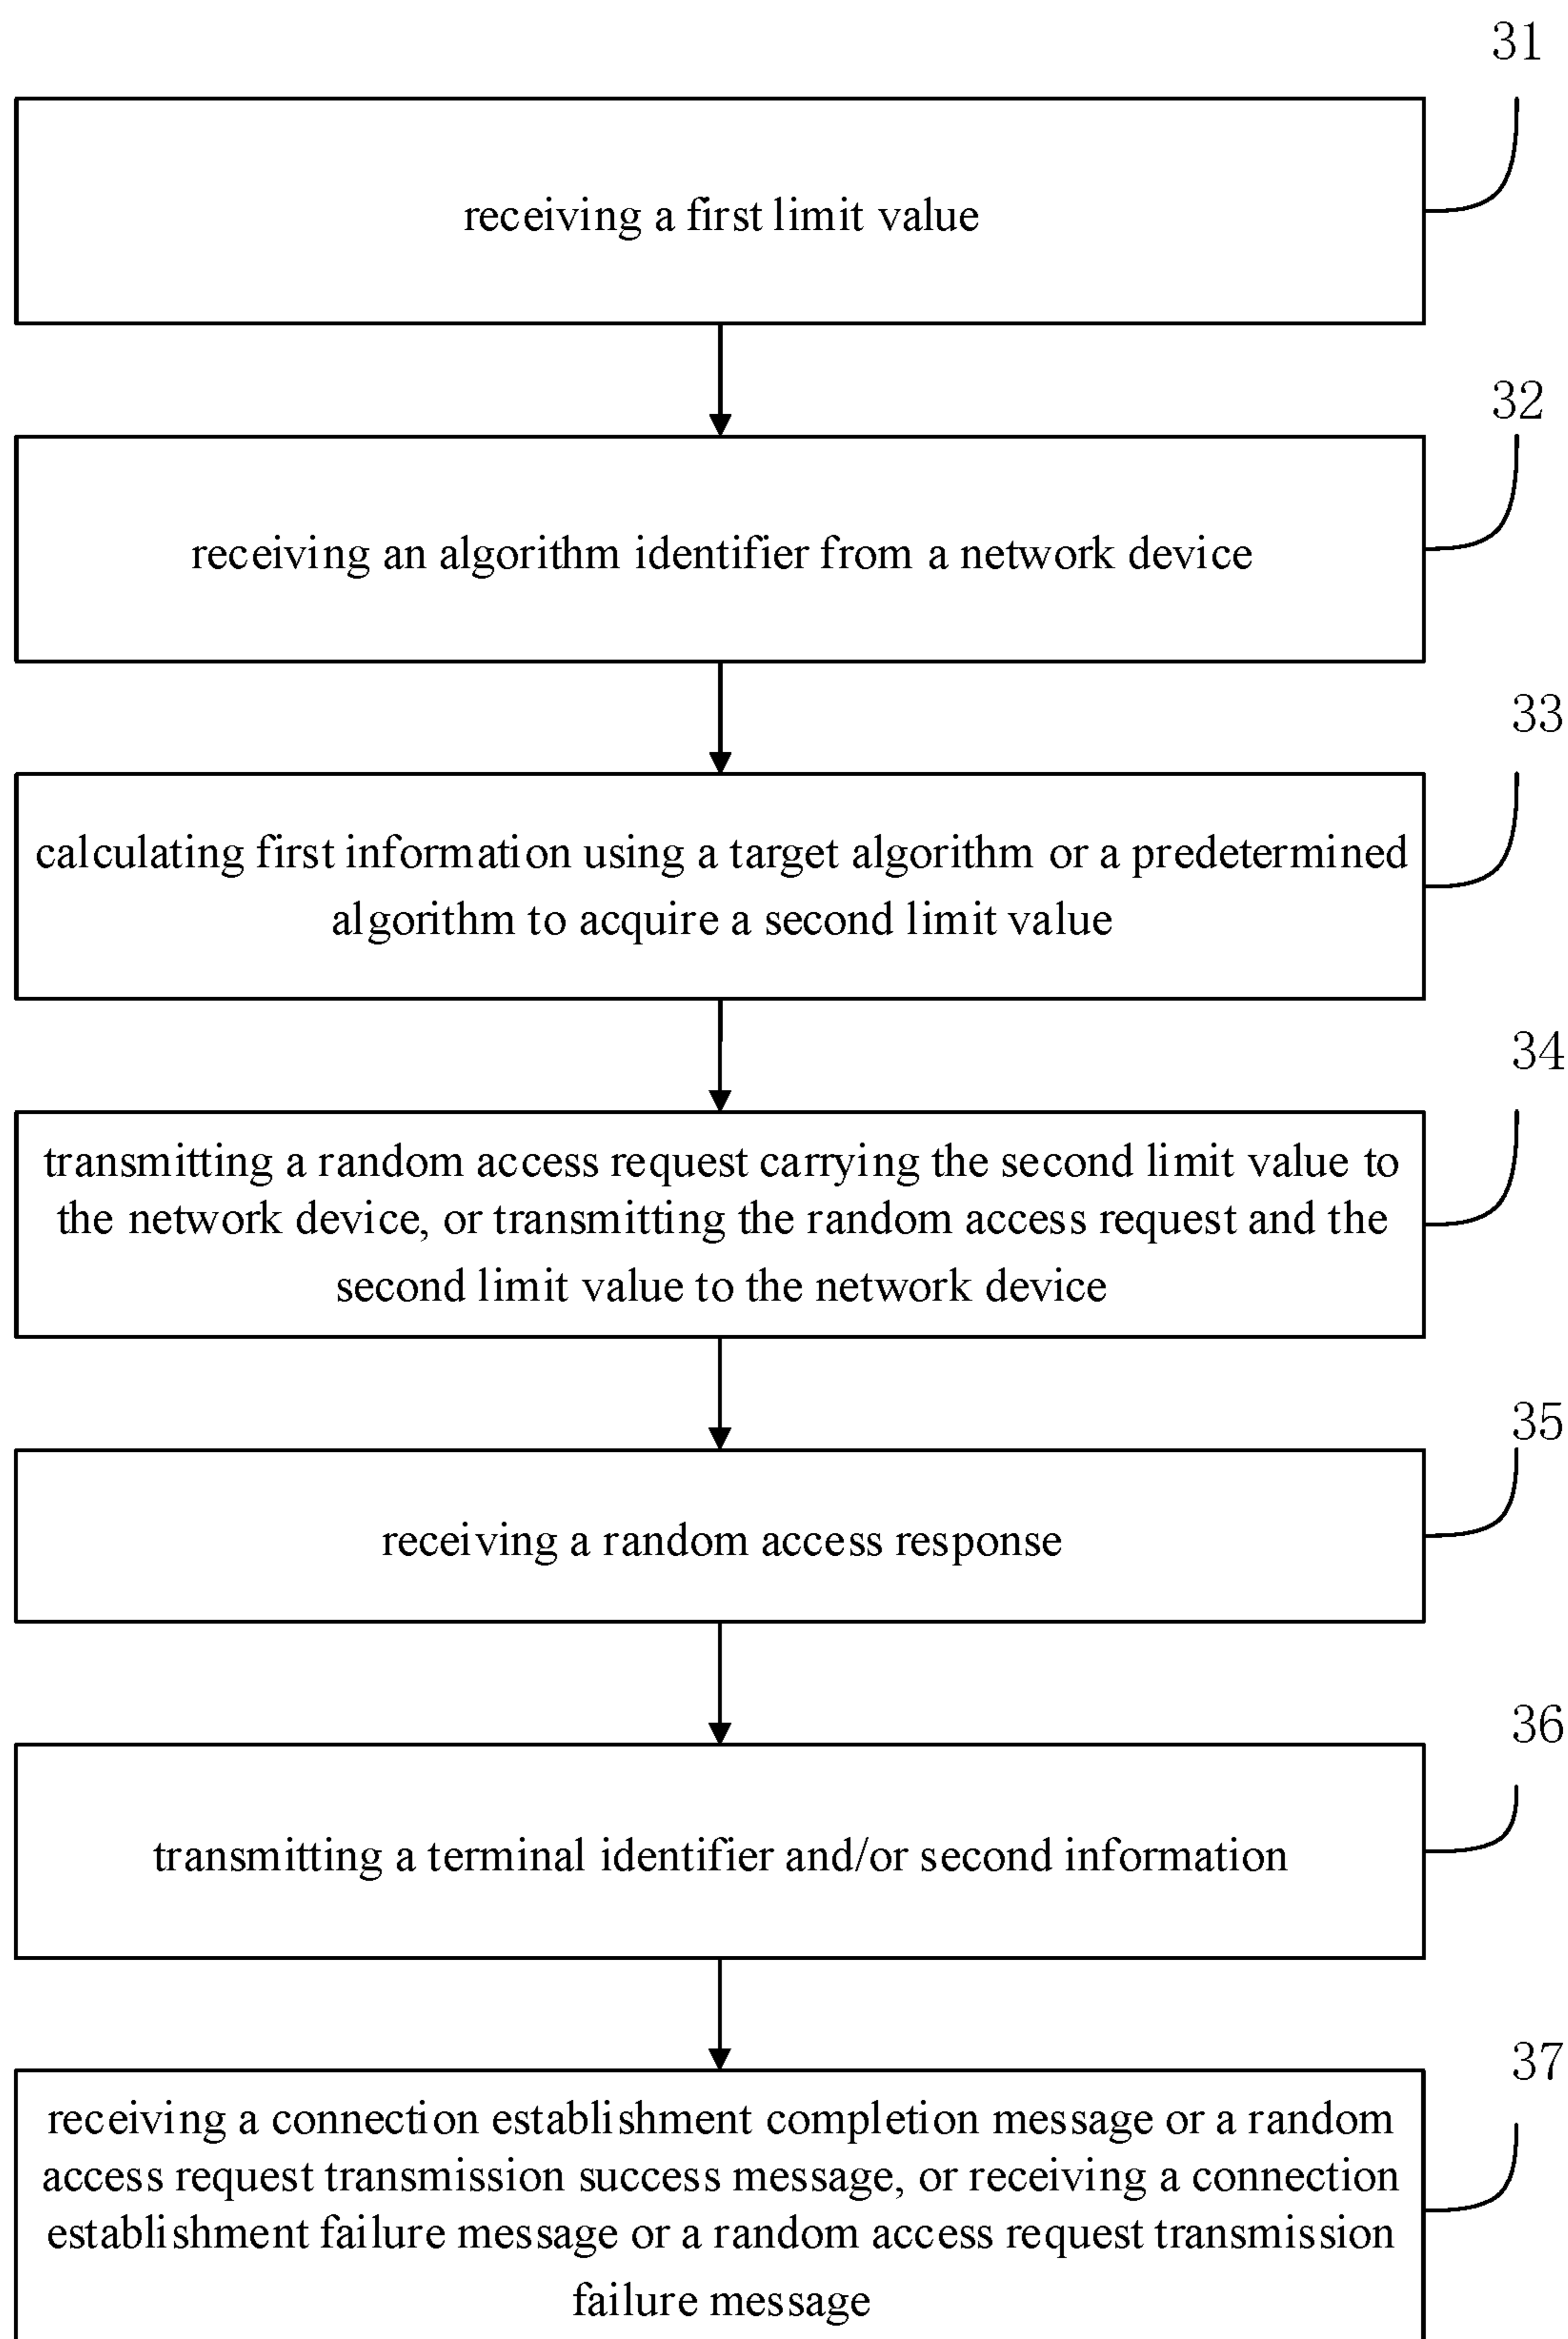 31
receiving a first limit value
32
receiving an algorithm identifier from a network device
33
calculating first information using a target algorithm or a predetermined
algorithm to acquire a second limit value
34
transmitting a random access request carrying the second limit value to
the network device, or transmitting the random access request and the
second limit value to the network device
35
receiving a random access response
36
transmitting a terminal identifier and/or second information
37
receiving a connection establishment completion message or a random
access request transmission success message, or receiving a connection
establishment failure message or a random access request transmission
failure message